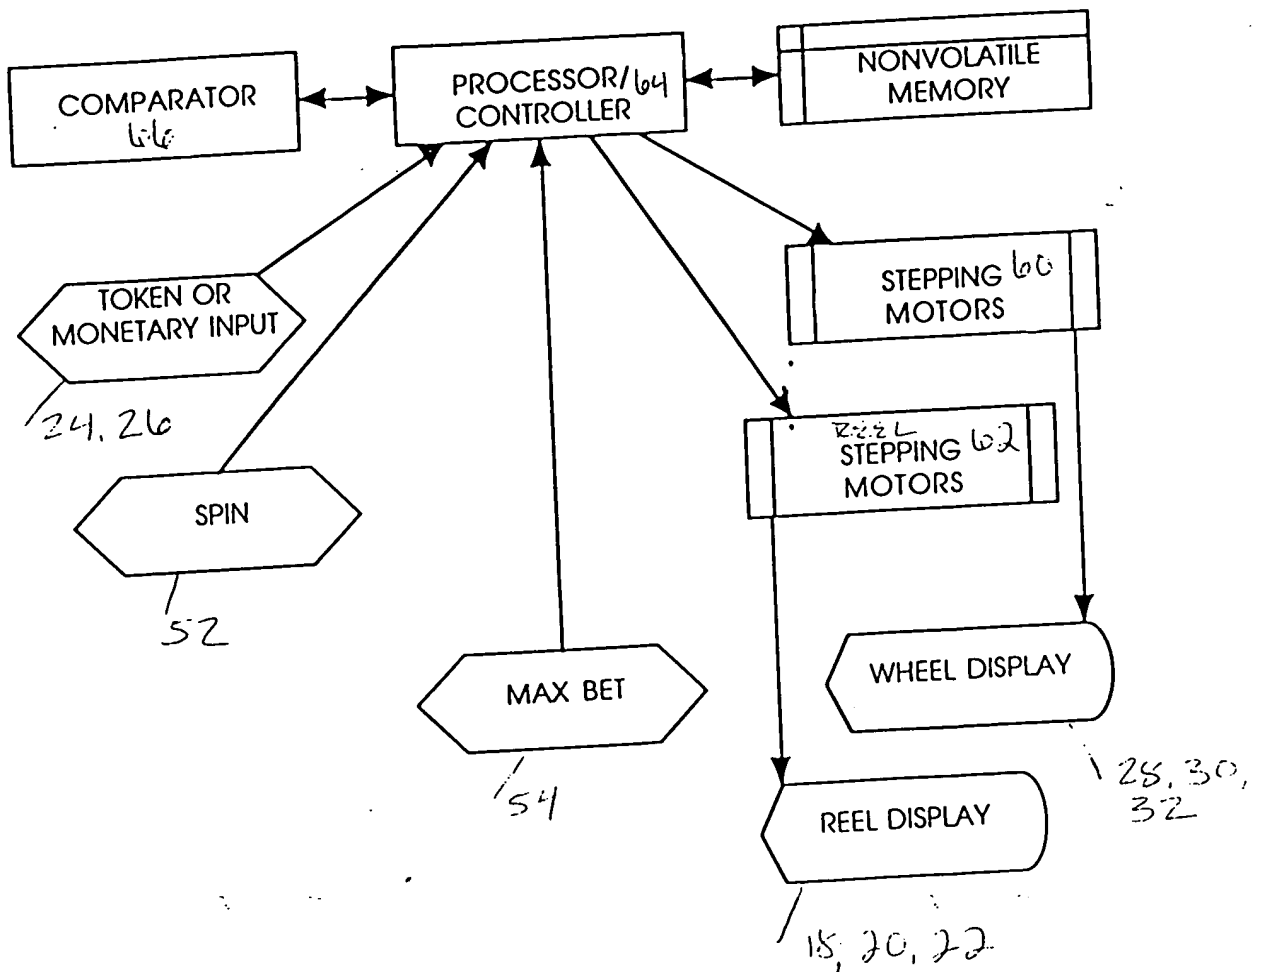 COMPARATOR
66
PROCESSOR/ 64
CONTROLLER
NONVOLATILE
MEMORY
TOKEN OR
MONETARY INPUT
24, 26
STEPPING 60
MOTORS
REEL
STEPPING 62
MOTORS
SPIN
52
MAX BET
54
WHEEL DISPLAY
28, 30,
32
REEL DISPLAY
18, 20, 22